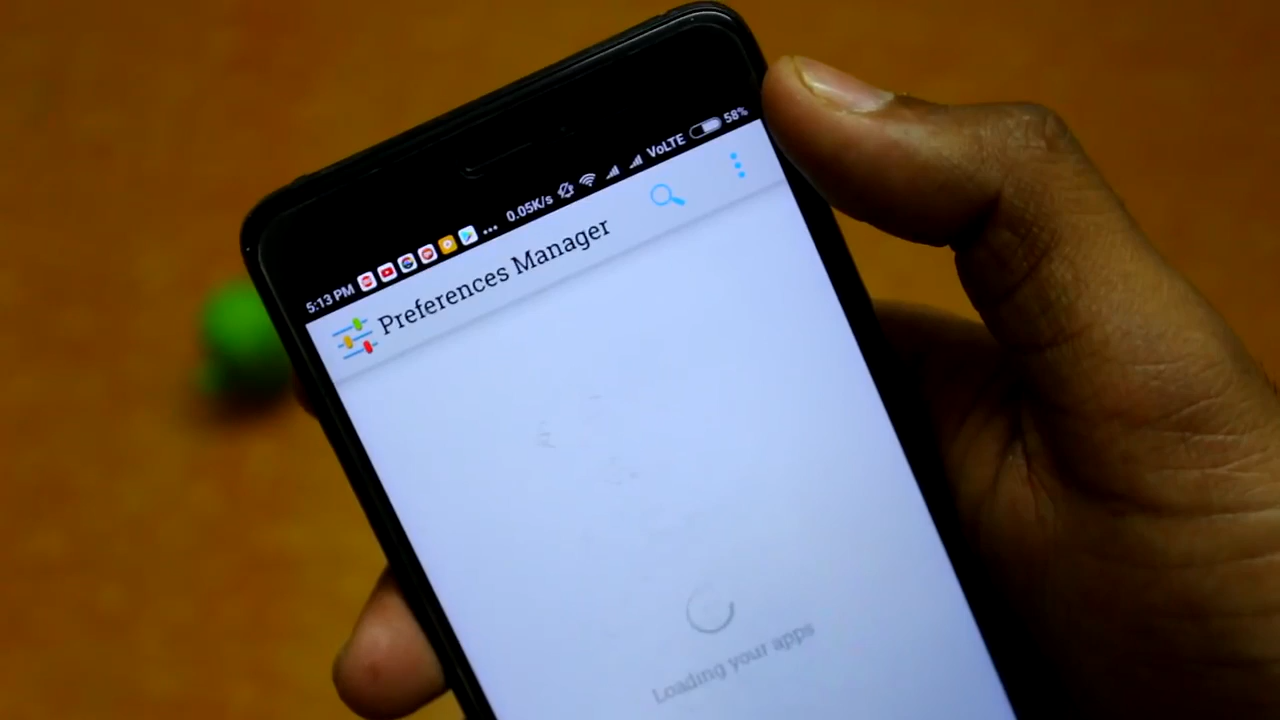 5:13 PM ... 0.05K/s VoLTE 58%
Preferences Manager
Loading your apps